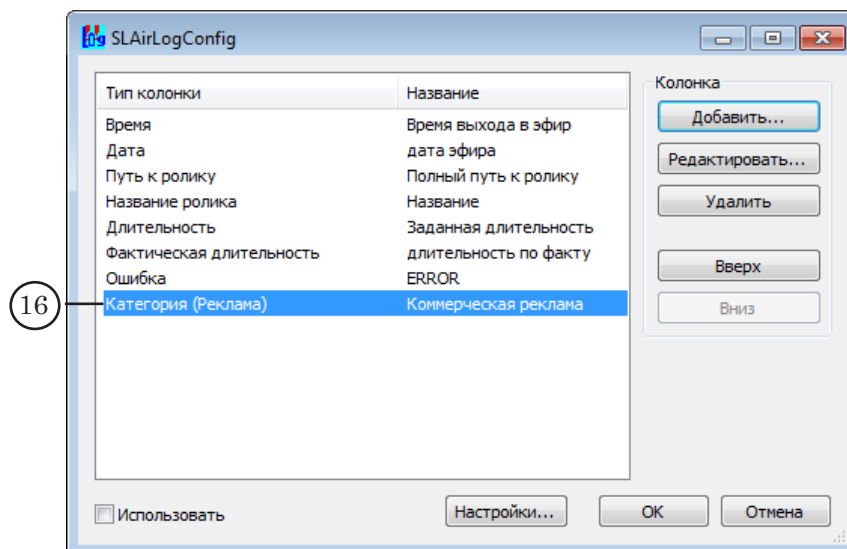 SLAirLogConfig
Тип колонки Название
Время Время выхода в эфир
Дата дата эфира
Путь к ролику Полный путь к ролику
Название ролика Название
Длительность Заданная длительность
Фактическая длительность длительность по факту
Ошибка ERROR
16 Категория (Реклама) Коммерческая реклама
Колонка
Добавить...
Редактировать...
Удалить
Вверх
Вниз
Использовать Настройки... OK Отмена